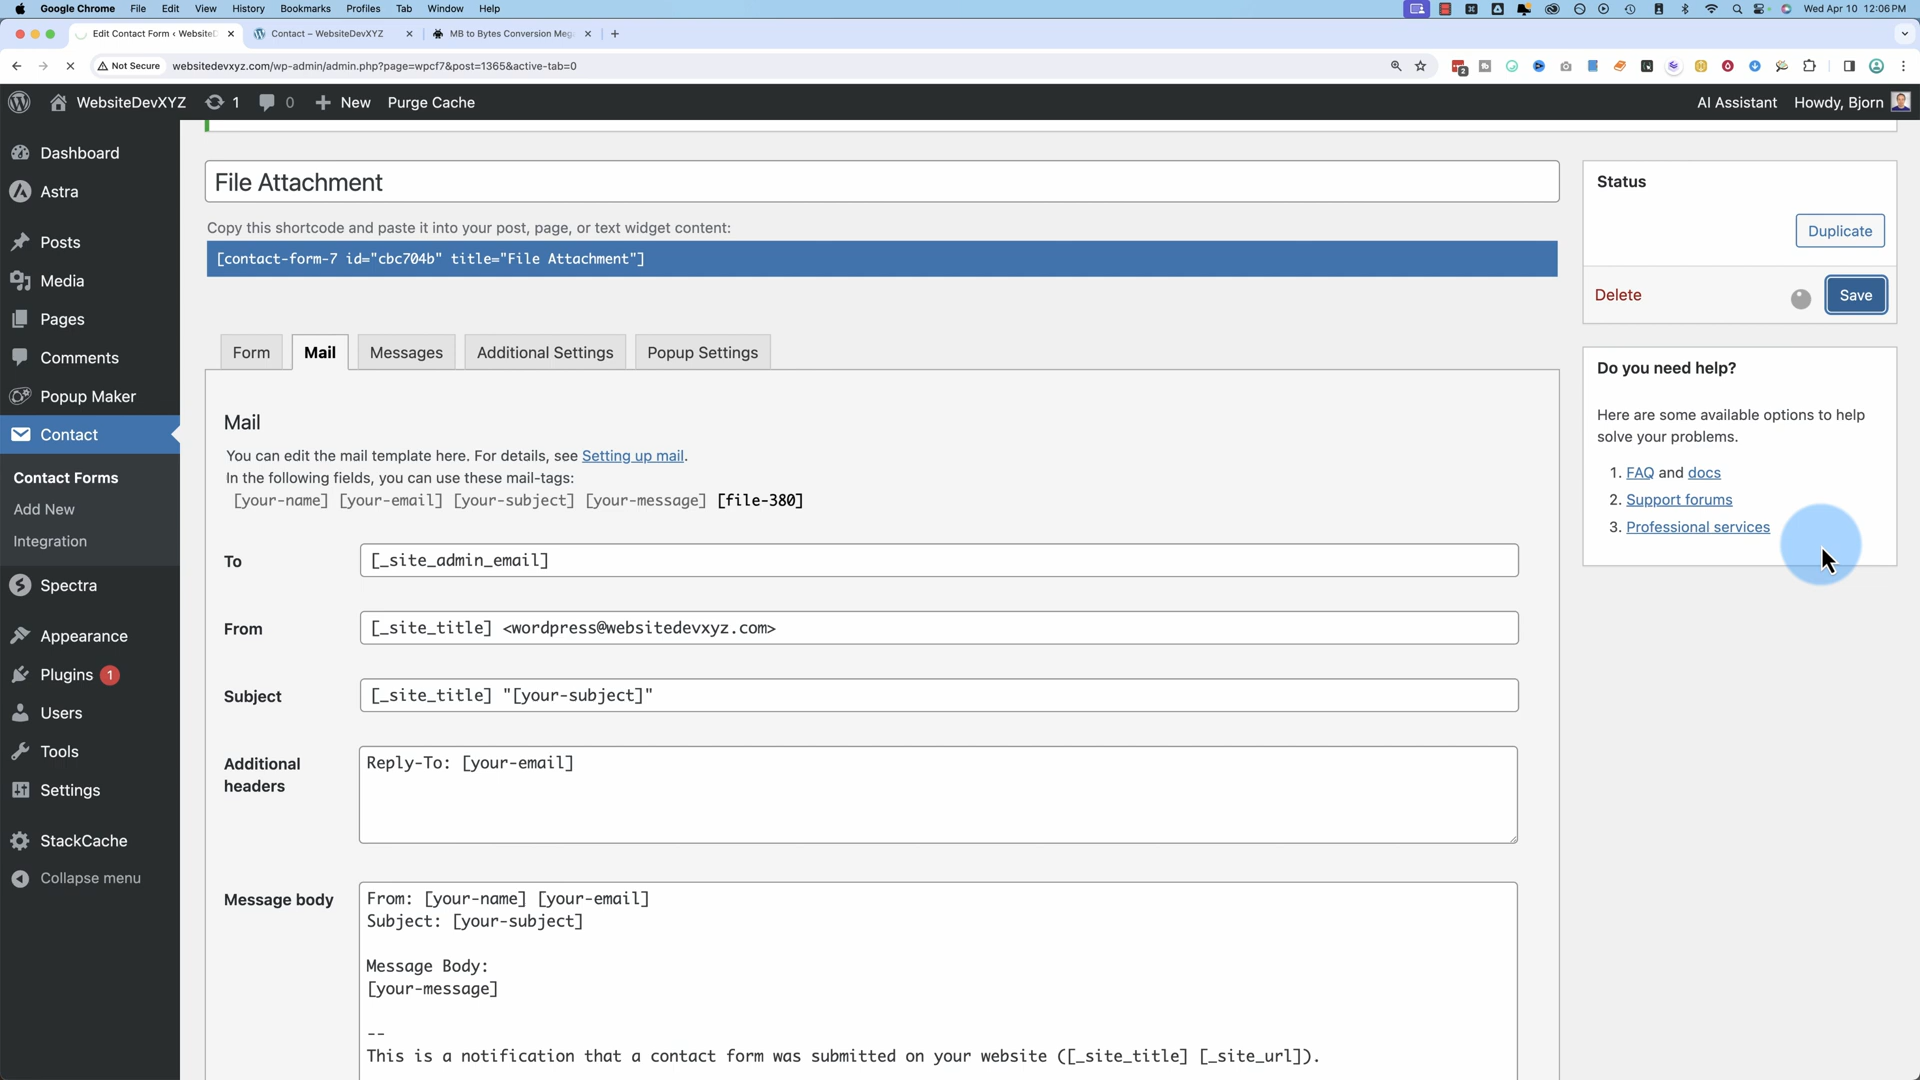 Google Chrome File Edit View History Bookmarks Profiles Tab Window Help Wed Apr 10 12:06 PM
Edit Contact Form ‹ WebsiteD Contact – WebsiteDevXYZ MB to Bytes Conversion Meg
Not Secure websitedevxyz.com/wp-admin/admin.php?page=wpcf7&post=1365&active-tab=0 2
WebsiteDevXYZ 1 0 New Purge Cache AI Assistant Howdy, Bjorn
Dashboard
Astra
Posts
Media
Pages
Comments
Popup Maker
Contact
Contact Forms
Add New
Integration
Spectra
Appearance
Plugins 1
Users
Tools
Settings
StackCache
Collapse menu
File Attachment
Copy this shortcode and paste it into your post, page, or text widget content:
[contact-form-7 id="cbc704b" title="File Attachment"]
Form Mail Messages Additional Settings Popup Settings
Mail
You can edit the mail template here. For details, see Setting up mail.
In the following fields, you can use these mail-tags:
[your-name] [your-email] [your-subject] [your-message] [file-380]
To [_site_admin_email]
From [_site_title] <wordpress@websitedevxyz.com>
Subject [_site_title] "[your-subject]"
Additional headers
Reply-To: [your-email]
Message body
From: [your-name] [your-email]
Subject: [your-subject]
Message Body:
[your-message]
--
This is a notification that a contact form was submitted on your website ([_site_title] [_site_url]).
Status
Duplicate
Delete Save
Do you need help?
Here are some available options to help
solve your problems.
1. FAQ and docs
2. Support forums
3. Professional services